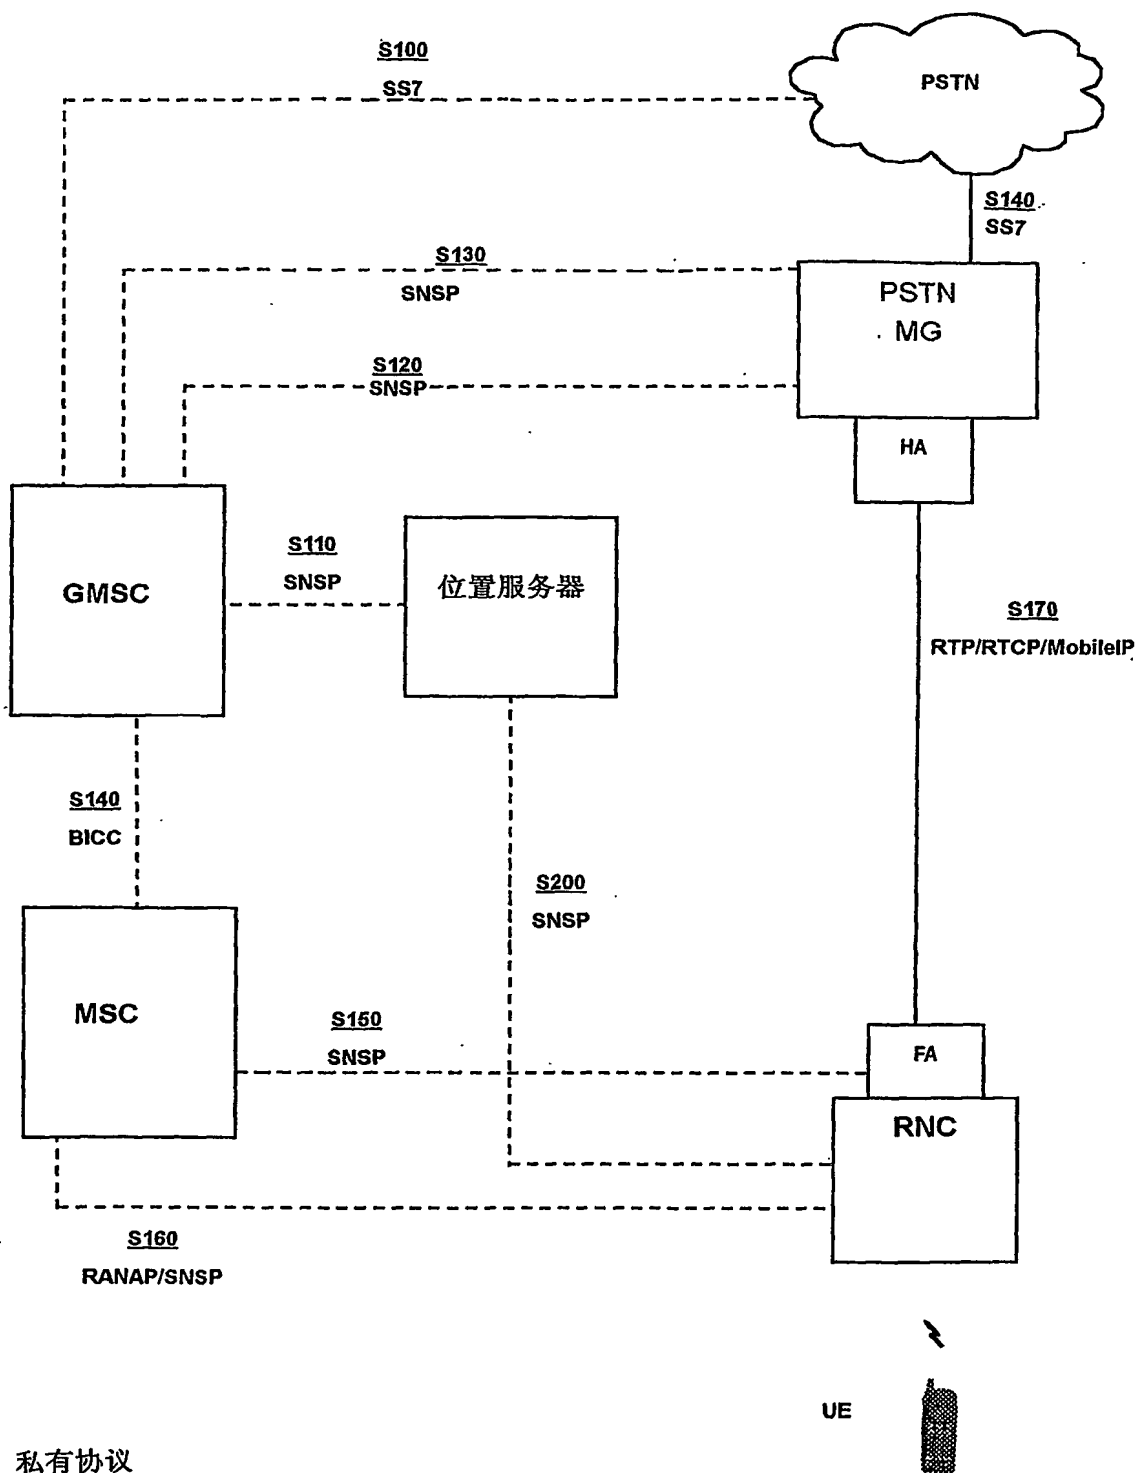 S100
SS7
PSTN
S140
SS7
S130
SNSP
PSTN
MG
S120
SNSP
HA
S110
SNSP
位置服务器
GMSC
S170
RTP/RTCP/MobileIP
S140
BICC
S200
SNSP
MSC
S150
SNSP
FA
RNC
S160
RANAP/SNSP
UE
私有协议